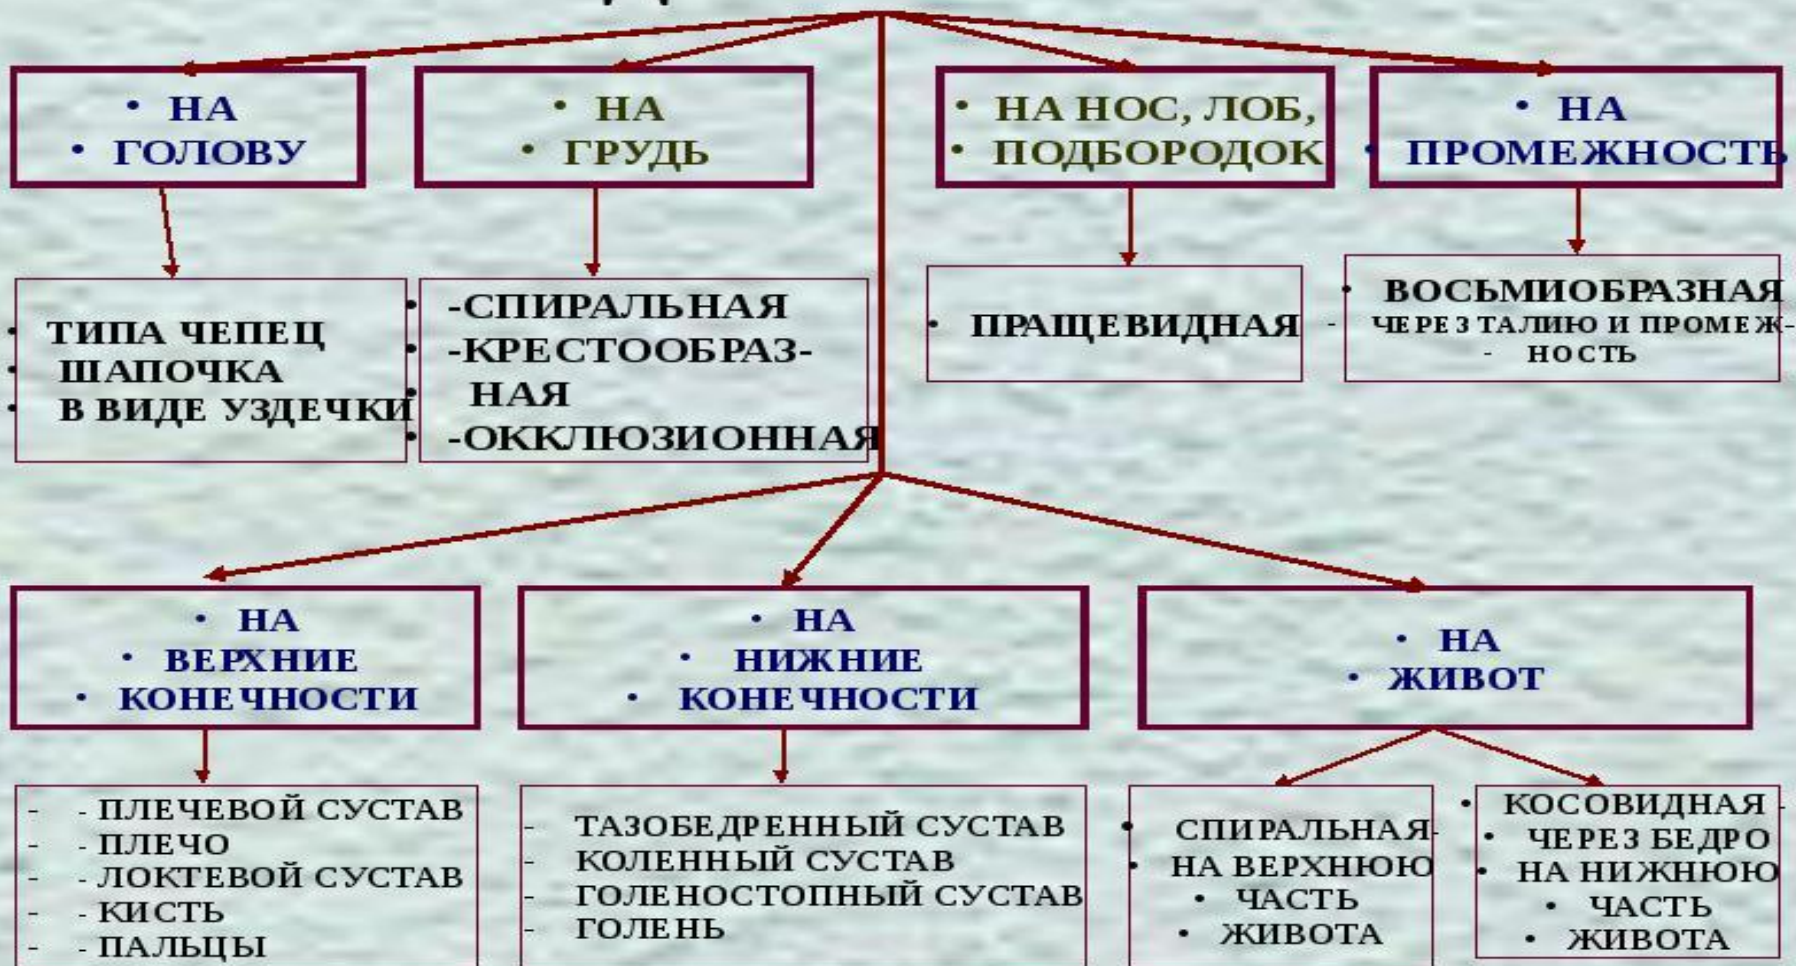 • НА
• ГОЛОВУ
• НА
• ГРУДЬ
• НА НОС, ЛОБ,
• ПОДБОРОДОК
• НА
• ПРОМЕЖНОСТЬ
• ТИПА ЧЕПЕЦ
• ШАПОЧКА
• В ВИДЕ УЗДЕЧКИ
• -СПИРАЛЬНАЯ
• -КРЕСТООБРАЗ-
• НАЯ
• -ОККЛЮЗИОННАЯ
• ПРАЩЕВИДНАЯ
• ВОСЬМИОБРАЗНАЯ
- ЧЕРЕЗ ТАЛИЮ И ПРОМЕЖ-
- НОСТЬ
• НА
• ВЕРХНИЕ
• КОНЕЧНОСТИ
• НА
• НИЖНИЕ
• КОНЕЧНОСТИ
• НА
• ЖИВОТ
- - ПЛЕЧЕВОЙ СУСТАВ
- - ПЛЕЧО
- - ЛОКТЕВОЙ СУСТАВ
- - КИСТЬ
- - ПАЛЬЦЫ
- ТАЗОБЕДРЕННЫЙ СУСТАВ
- КОЛЕННЫЙ СУСТАВ
- ГОЛЕНОСТОПНЫЙ СУСТАВ
- ГОЛЕНЬ
• СПИРАЛЬНАЯ-
• НА ВЕРХНЮЮ
• ЧАСТЬ
• ЖИВОТА
• КОСОВИДНАЯ -
• ЧЕРЕЗ БЕДРО
• НА НИЖНЮЮ
• ЧАСТЬ
• ЖИВОТА